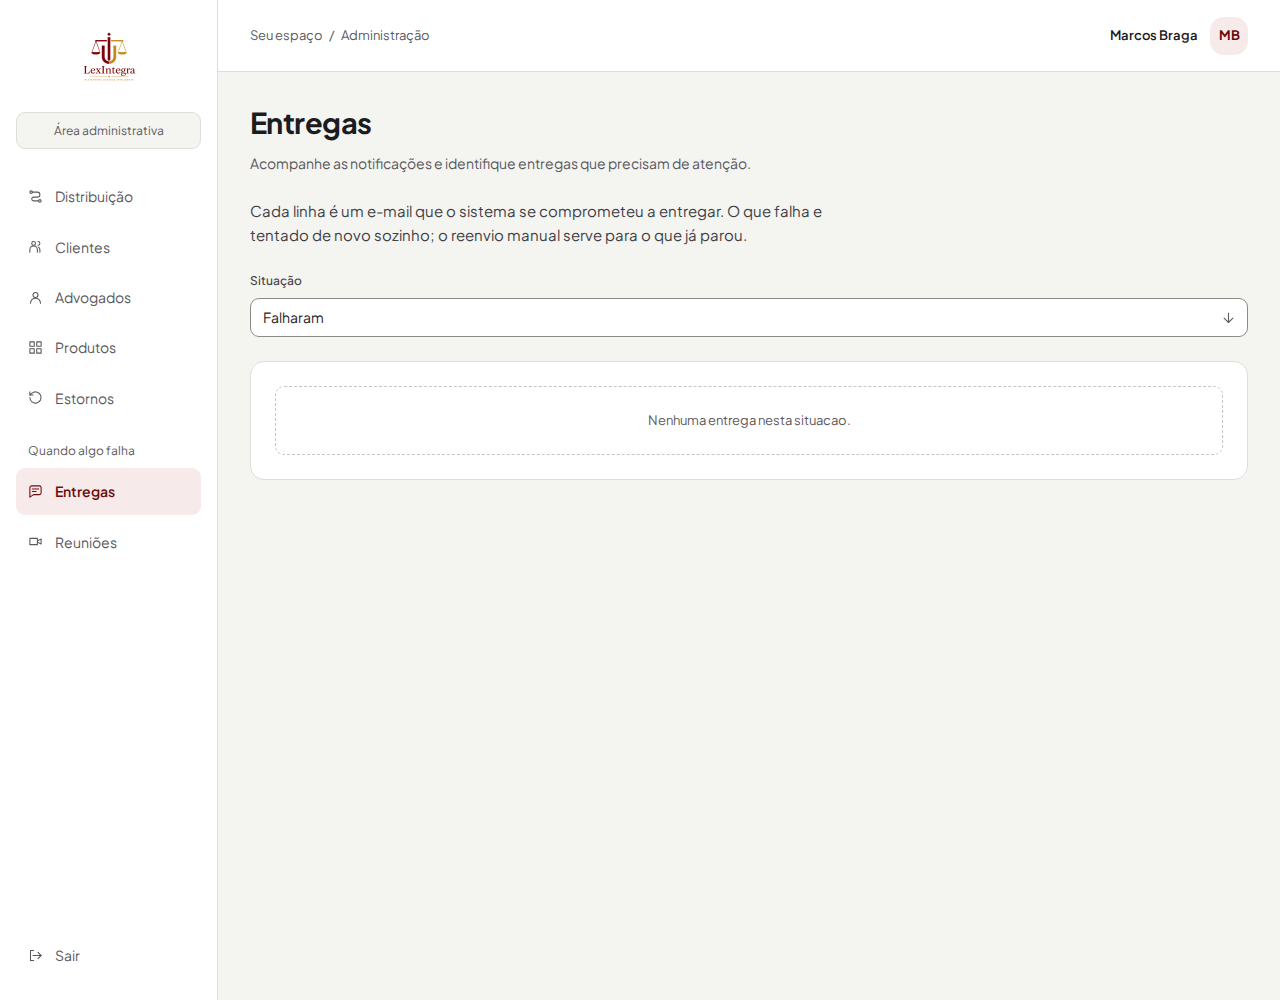 LexIntegra
Área administrativa
Distribuição
Clientes
Advogados
Produtos
Estornos
Quando algo falha
Entregas
Reuniões
Sair
Seu espaço / Administração
Marcos Braga
MB
Entregas
Acompanhe as notificações e identifique entregas que precisam de atenção.
Cada linha é um e-mail que o sistema se comprometeu a entregar. O que falha e
tentado de novo sozinho; o reenvio manual serve para o que já parou.
Situação
Falharam
Nenhuma entrega nesta situacao.